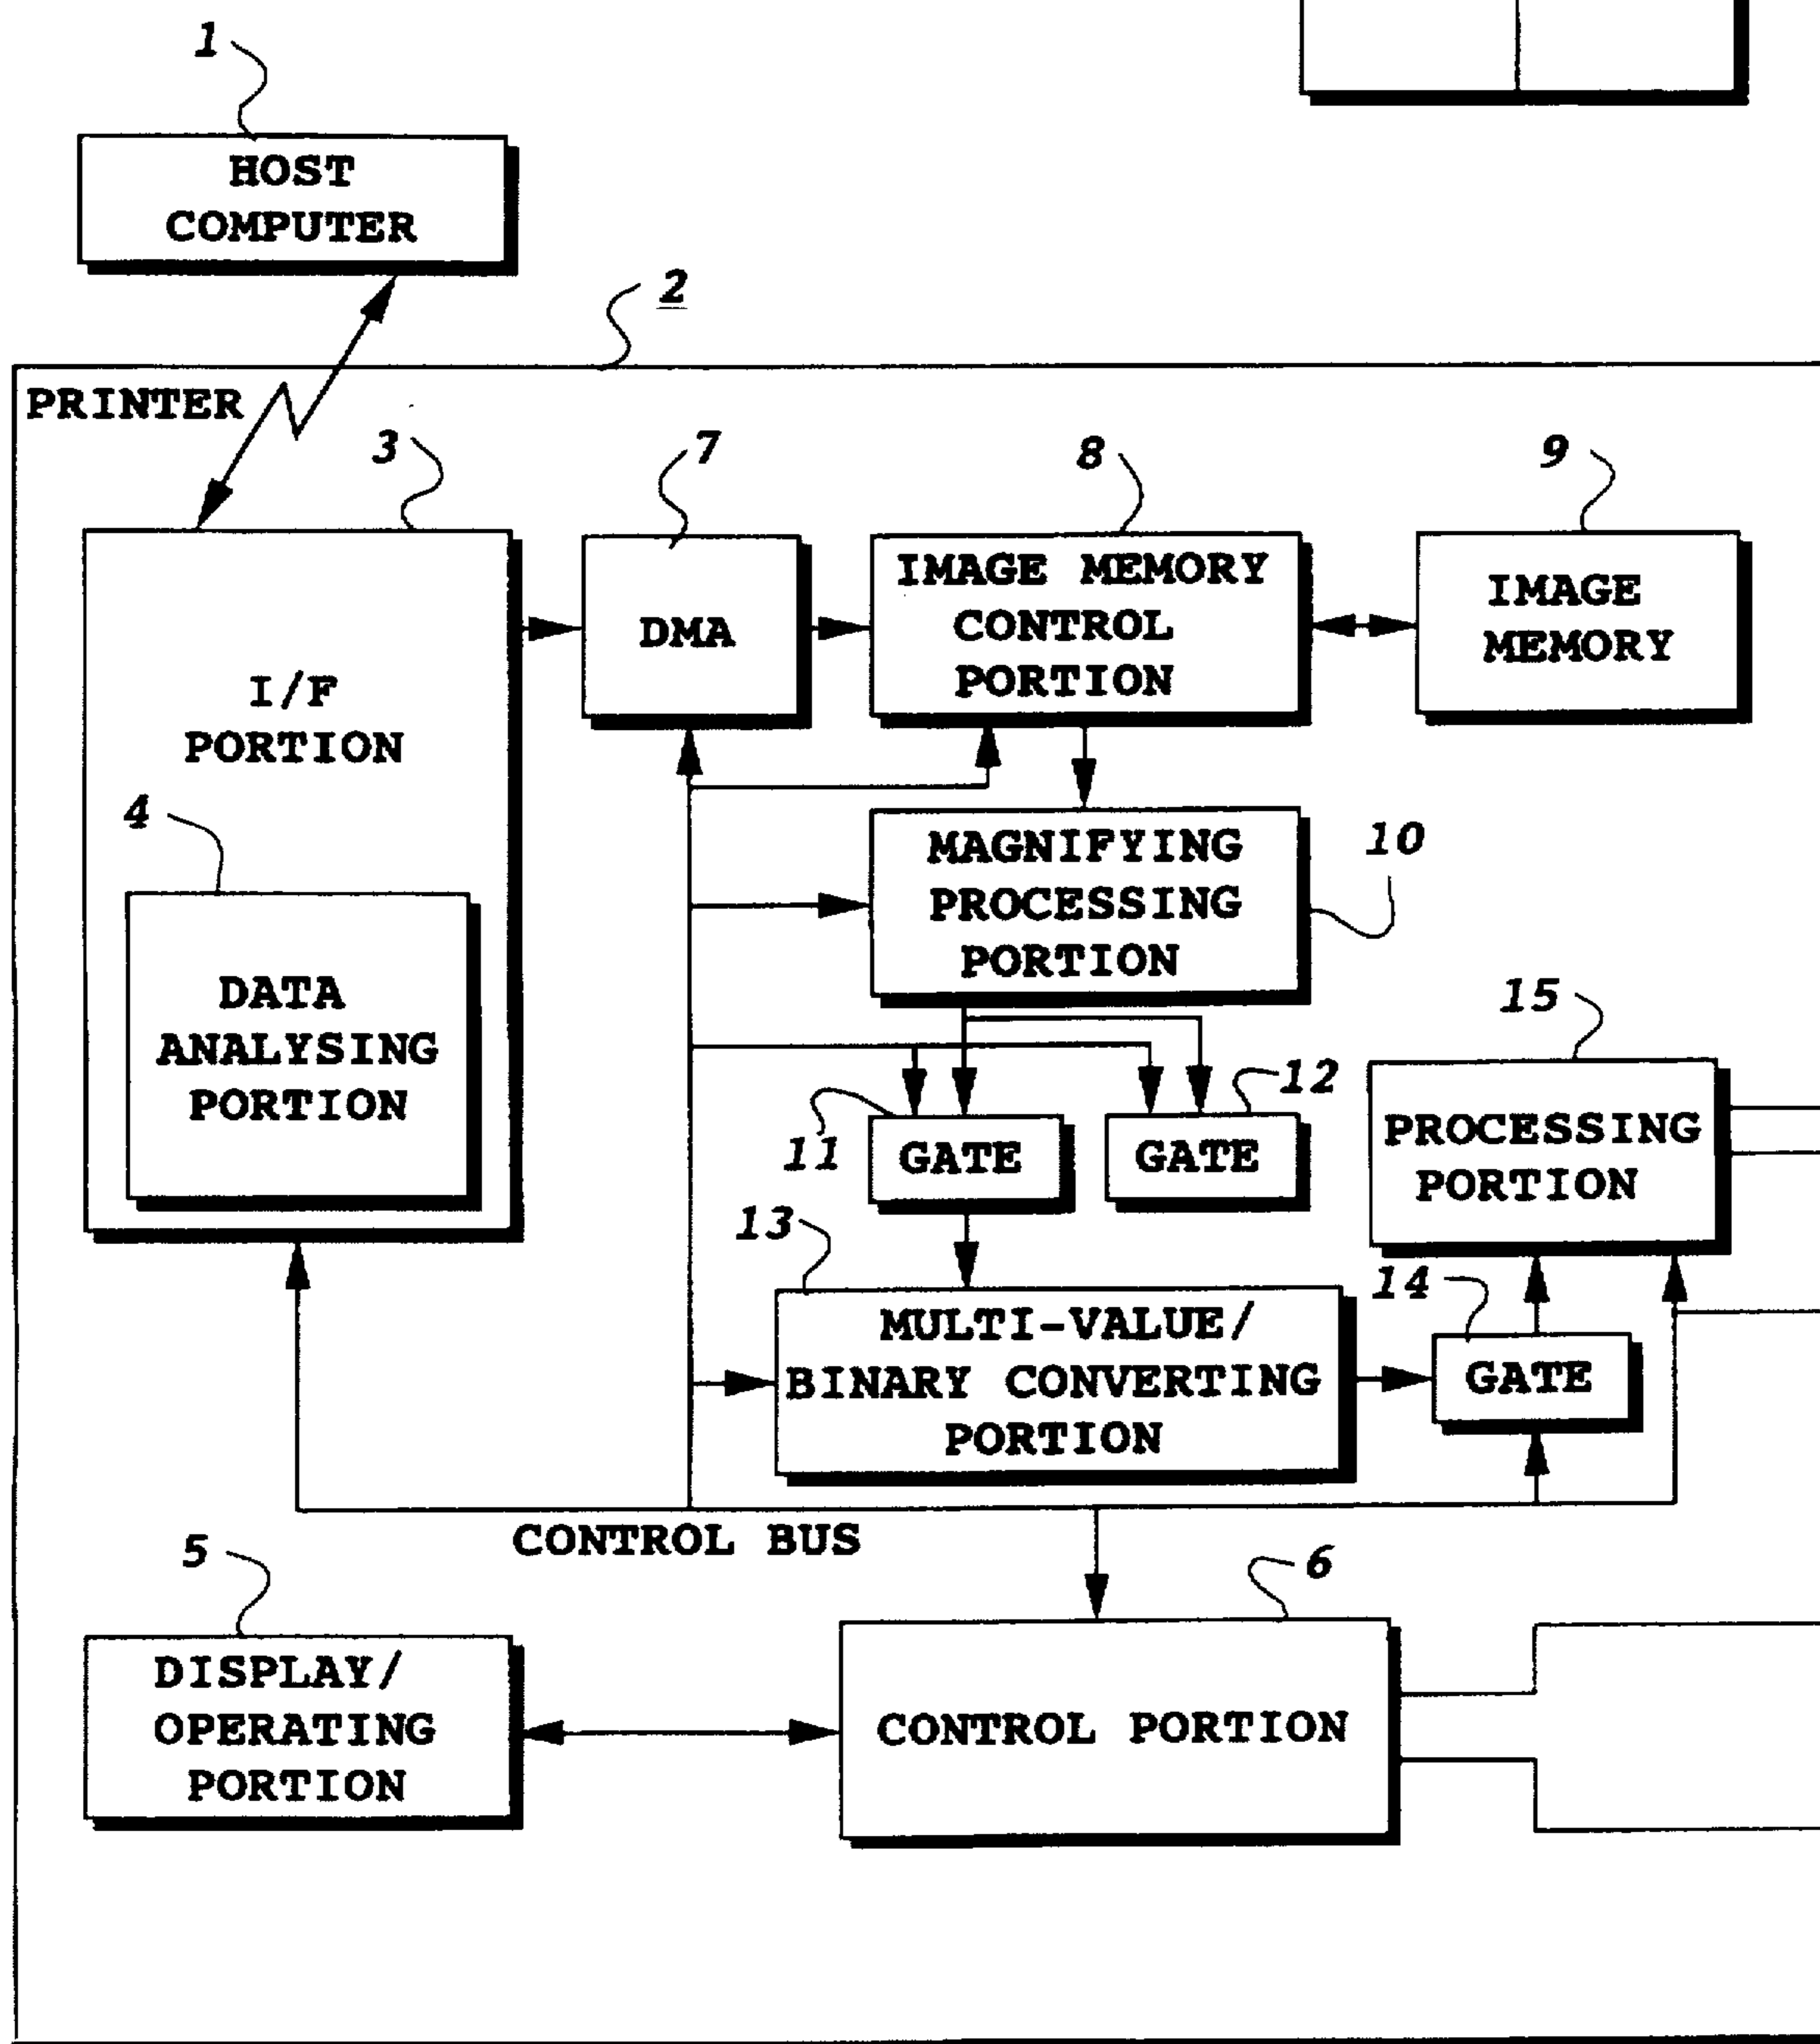 1
HOST
COMPUTER
2
PRINTER
3
7
8
9
I/F
PORTION
DMA
IMAGE MEMORY
CONTROL
PORTION
IMAGE
MEMORY
4
DATA
ANALYSING
PORTION
MAGNIFYING
PROCESSING
PORTION
10
11
GATE
12
GATE
15
PROCESSING
PORTION
13
MULTI-VALUE/
BINARY CONVERTING
PORTION
14
GATE
CONTROL BUS
5
DISPLAY/
OPERATING
PORTION
6
CONTROL PORTION